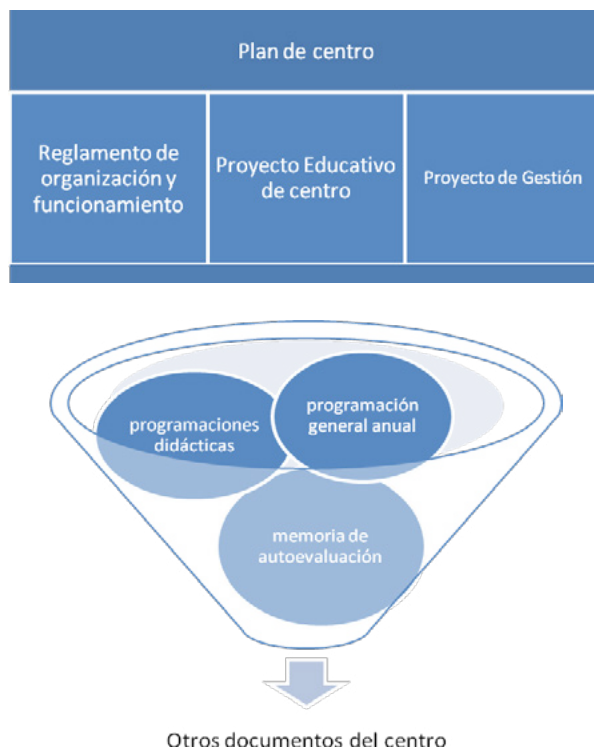 Plan de centro
Reglamento de
organización y
funcionamiento
Proyecto Educativo
de centro
Proyecto de Gestión
programaciones
didácticas
programación
general anual
memoria de
autoevaluación
Otros documentos del centro